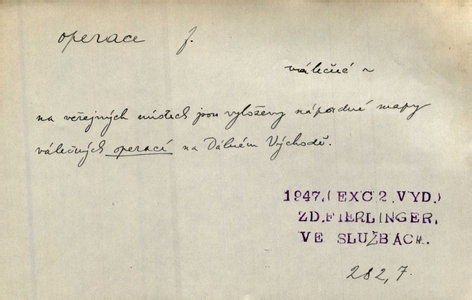 operace f.
válečné ~
na veřejných místech jsou vyloženy názorné mapy
válečných operací na Dálném Východě.
1947.(EXC.2.VYD.)
ZD.FIERLINGER,
VE SLUŽBÁCH.
282,7.